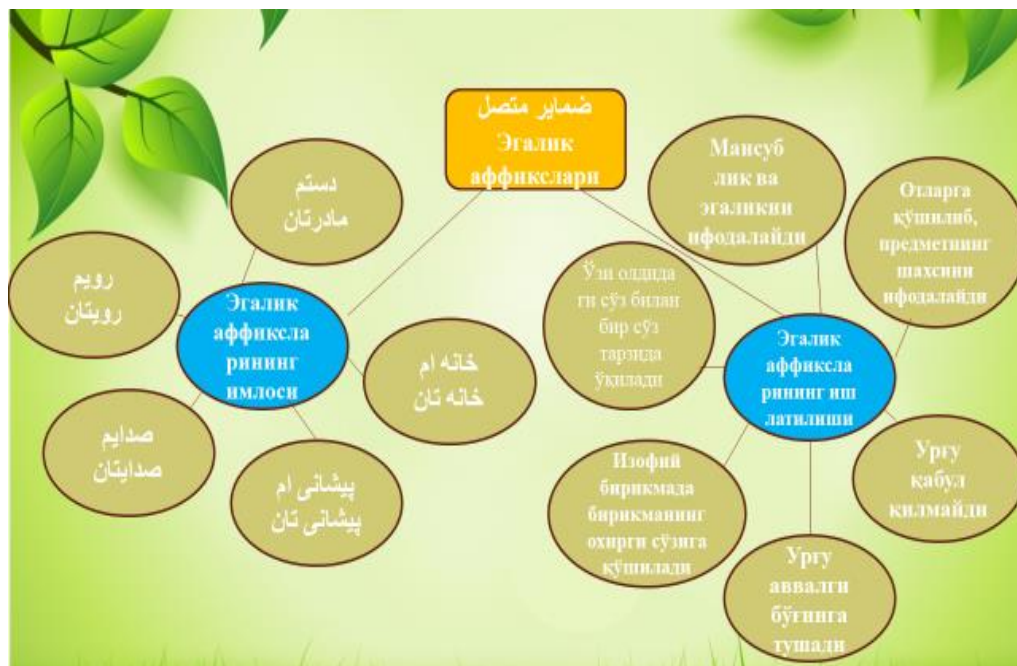 ضمایر متصل
Эгалик
аффикслари
دستم
مادرتان
رویم
رویتان
Эгалик
аффиксла
рининг
имлоси
خانه ام
خانه تان
صدایم
صدایتان
پیشانی ام
پیشانی تان
Мансуб
лик ва
эгаликни
ифодалайди
Отларга
қўшилиб,
предметнинг
шахсини
ифодалайди
Ўзи олдида
ги сўз билан
бир сўз
тарзида
ўқилади
Эгалик
аффиксла
рининг иш
латилиши
Изофий
бирикмада
бирикманинг
охирги сўзига
қўшилади
Урғу
қабул
қилмайди
Урғу
аввалги
бўғинга
тушади